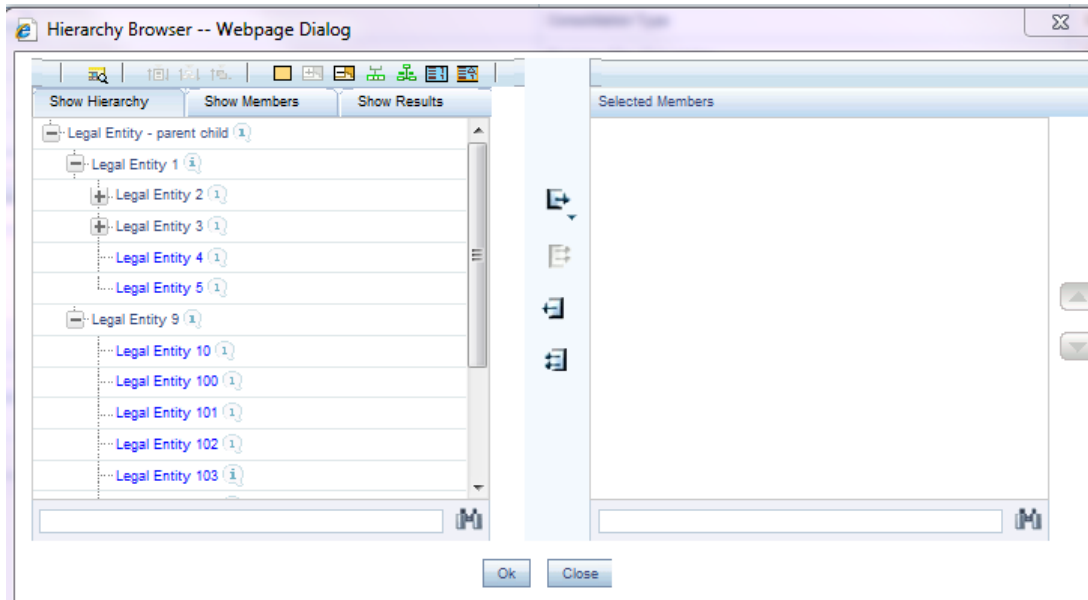 Hierarchy Browser -- Webpage Dialog
Show Hierarchy Show Members Show Results
Selected Members
Legal Entity - parent child
Legal Entity 1
Legal Entity 2
Legal Entity 3
Legal Entity 4
Legal Entity 5
Legal Entity 9
Legal Entity 10
Legal Entity 100
Legal Entity 101
Legal Entity 102
Legal Entity 103
Ok Close